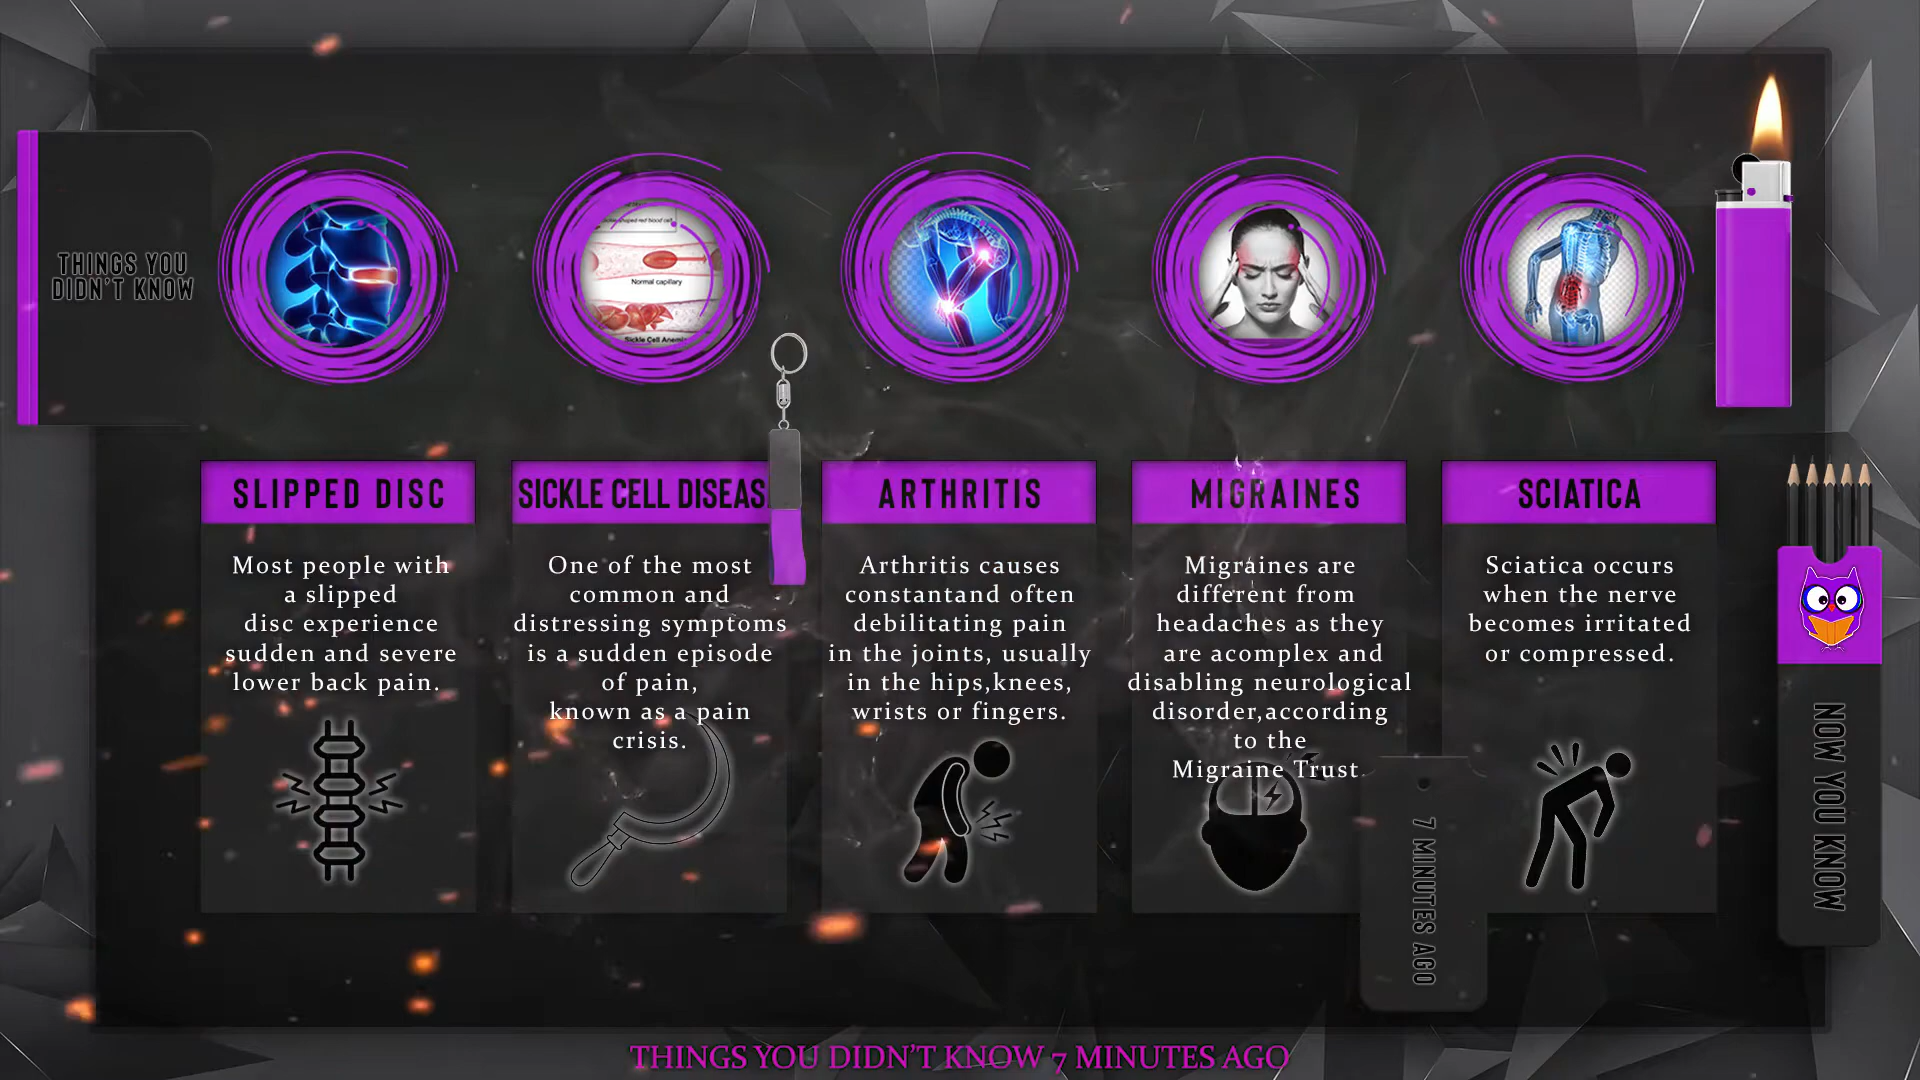 THINGS YOU
DIDN'T KNOW
Normal capillary
SLIPPED DISC
Most people with
a slipped
disc experience
sudden and severe
lower back pain.
SICKLE CELL DISEAS
One of the most
common and
distressing symptoms
is a sudden episode
of pain,
known as a pain
crisis.
ARTHRITIS
Arthritis causes
constantand often
debilitating pain
in the joints, usually
in the hips,knees,
wrists or fingers.
MIGRAINES
Migraines are
different from
headaches as they
are acomplex and
disabling neurological
disorder,according
to the
Migraine Trust.
SCIATICA
Sciatica occurs
when the nerve
becomes irritated
or compressed.
7 MINUTES AGO
NOW YOU KNOW
THINGS YOU DIDN'T KNOW 7 MINUTES AGO